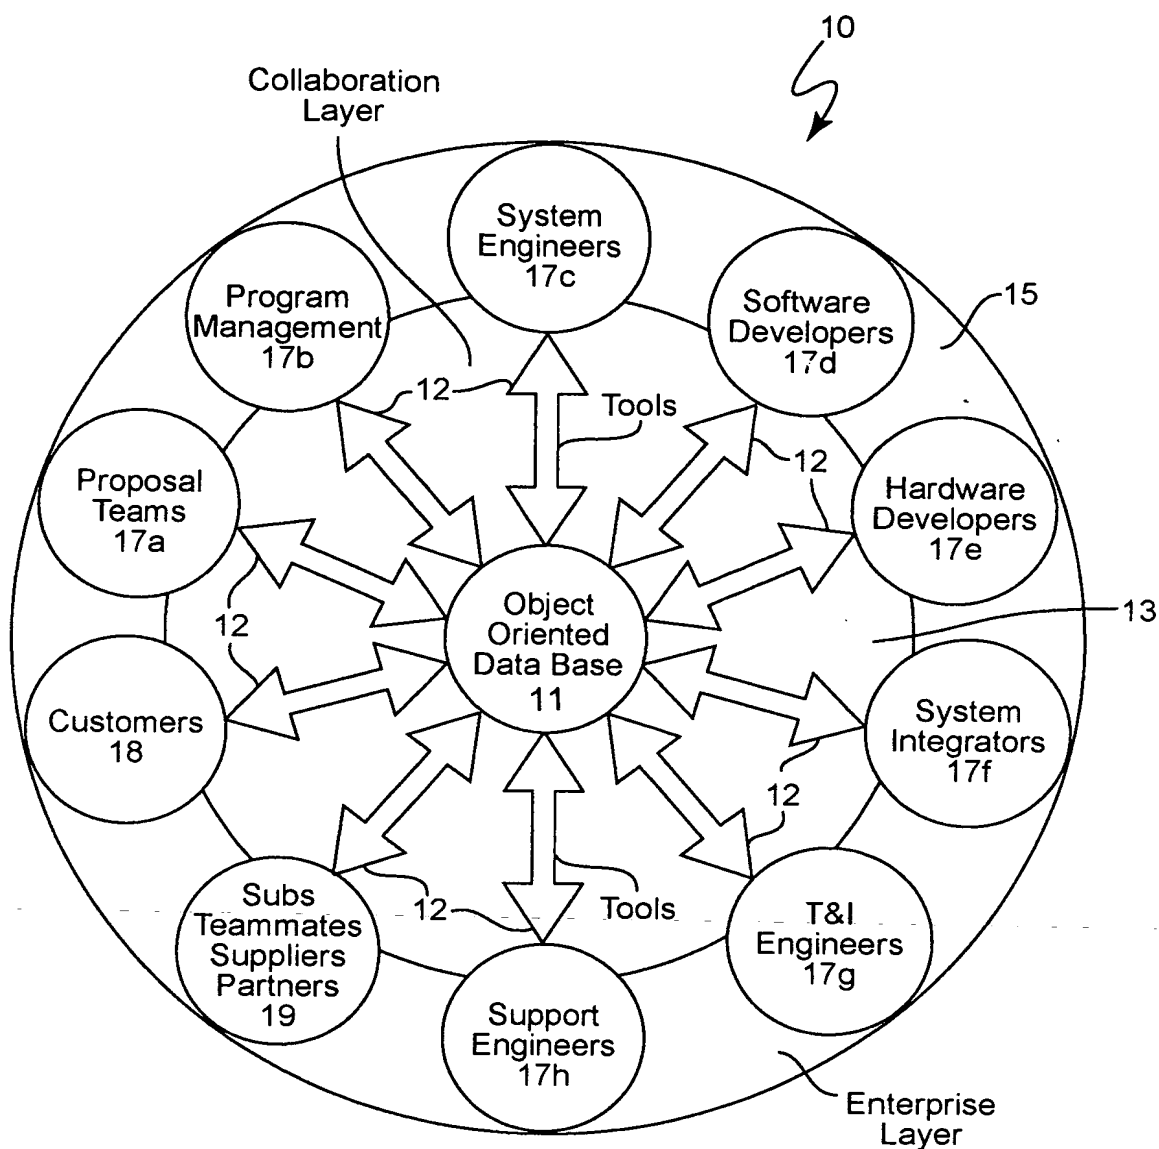 10
Collaboration
Layer
System
Engineers
17c
Program
Management
17b
Software
Developers
17d
15
12
Tools
Proposal
Teams
17a
12
Hardware
Developers
17e
12
Object
Oriented
Data Base
11
13
Customers
18
System
Integrators
17f
12
Subs
Teammates
Suppliers
Partners
19
12
Tools
T&I
Engineers
17g
Support
Engineers
17h
Enterprise
Layer